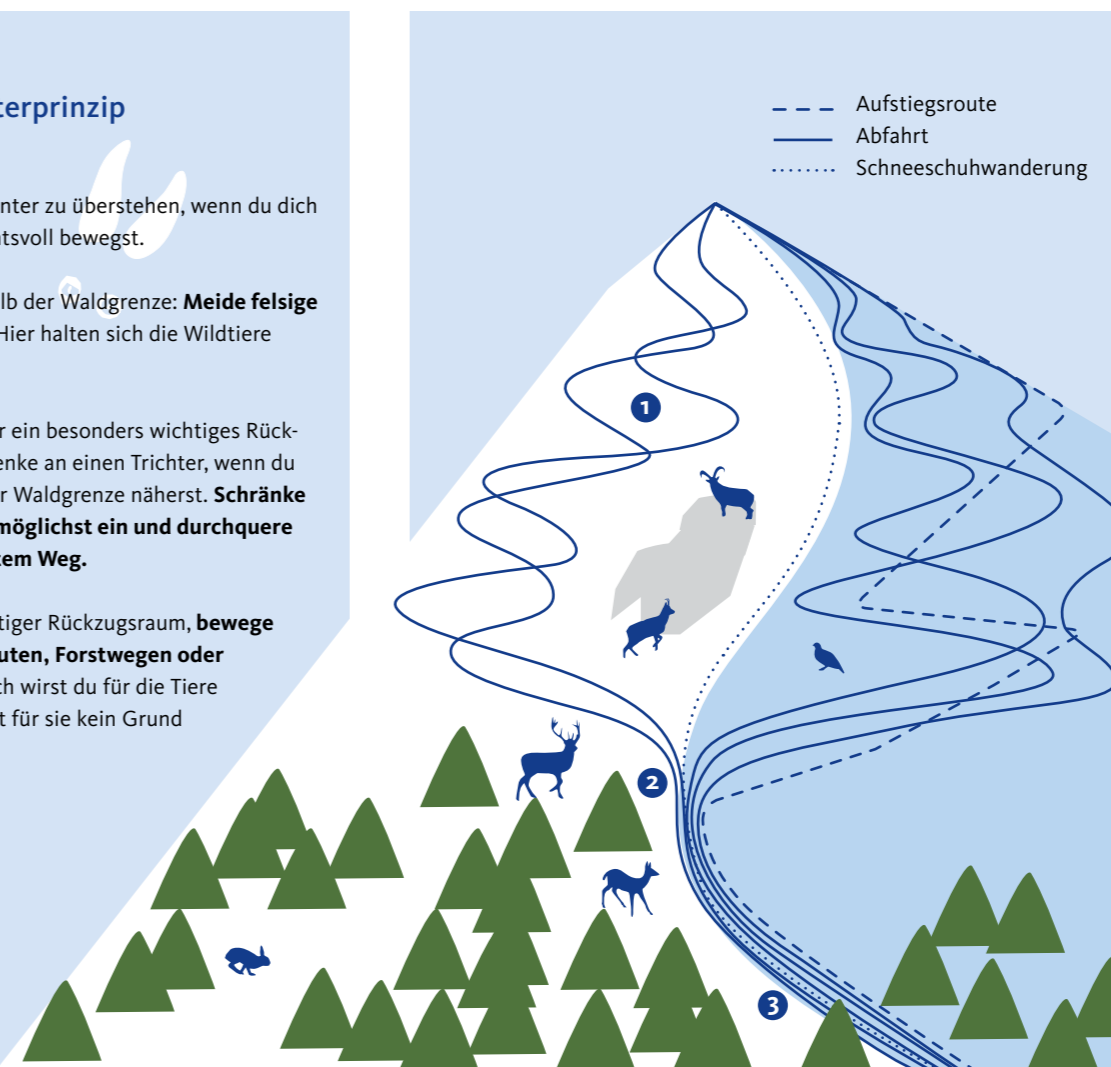 terprinzip
nter zu überstehen, wenn du dich
tsvoll bewegst.
lb der Waldgrenze: Meide felsige
Hier halten sich die Wildtiere
r ein besonders wichtiges Rück-
enke an einen Trichter, wenn du
r Waldgrenze näherst. Schränke
möglichst ein und durchquere
em Weg.
tiger Rückzugsraum, bewege
uten, Forstwegen oder
ch wirst du für die Tiere
t für sie kein Grund
Aufstiegsroute
Abfahrt
Schneeschuhwanderung
1
2
3